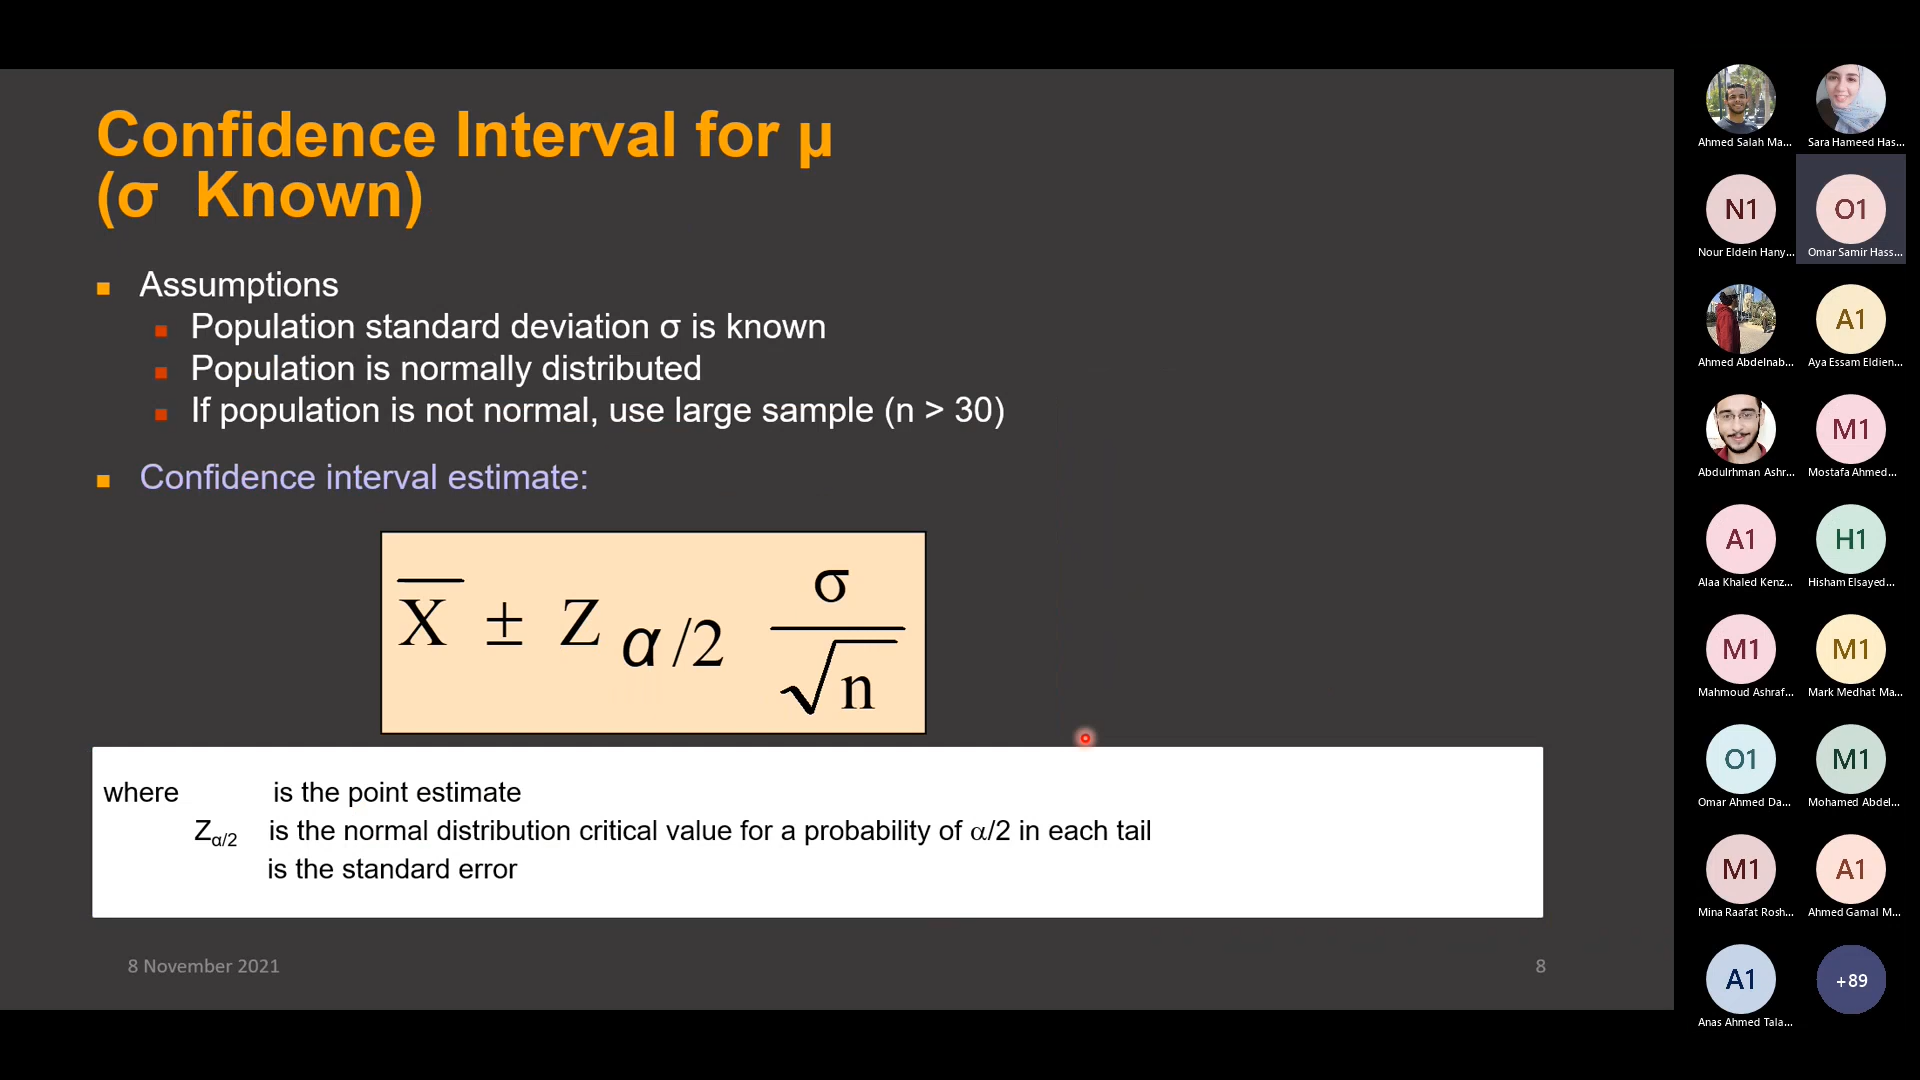 Confidence Interval for μ
(σ Known)
Assumptions
Population standard deviation σ is known
Population is normally distributed
If population is not normal, use large sample (n > 30)
Confidence interval estimate:
X̅ ± Z α/2 σ/√n
where is the point estimate
Zα/2 is the normal distribution critical value for a probability of α/2 in each tail
is the standard error
8 November 2021
8
Ahmed Salah Ma...
Sara Hameed Has...
N1
O1
Nour Eldein Hany...
Omar Samir Hass...
A1
Ahmed Abdelnab...
Aya Essam Eldien...
M1
Abdulrhman Ashr...
Mostafa Ahmed...
A1
H1
Alaa Khaled Kenz...
Hisham Elsayed...
M1
M1
Mahmoud Ashraf...
Mark Medhat Ma...
O1
M1
Omar Ahmed Da...
Mohamed Abdel...
M1
A1
Mina Raafat Rosh...
Ahmed Gamal M...
A1
+89
Anas Ahmed Tala...